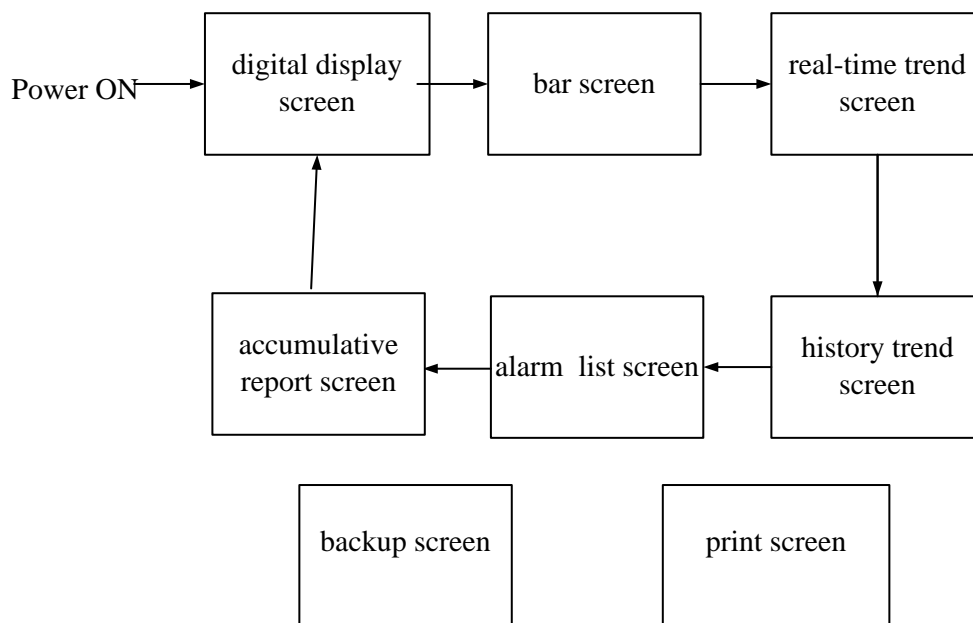 Power ON
digital display
screen
bar screen
real-time trend
screen
accumulative
report screen
alarm list screen
history trend
screen
backup screen
print screen